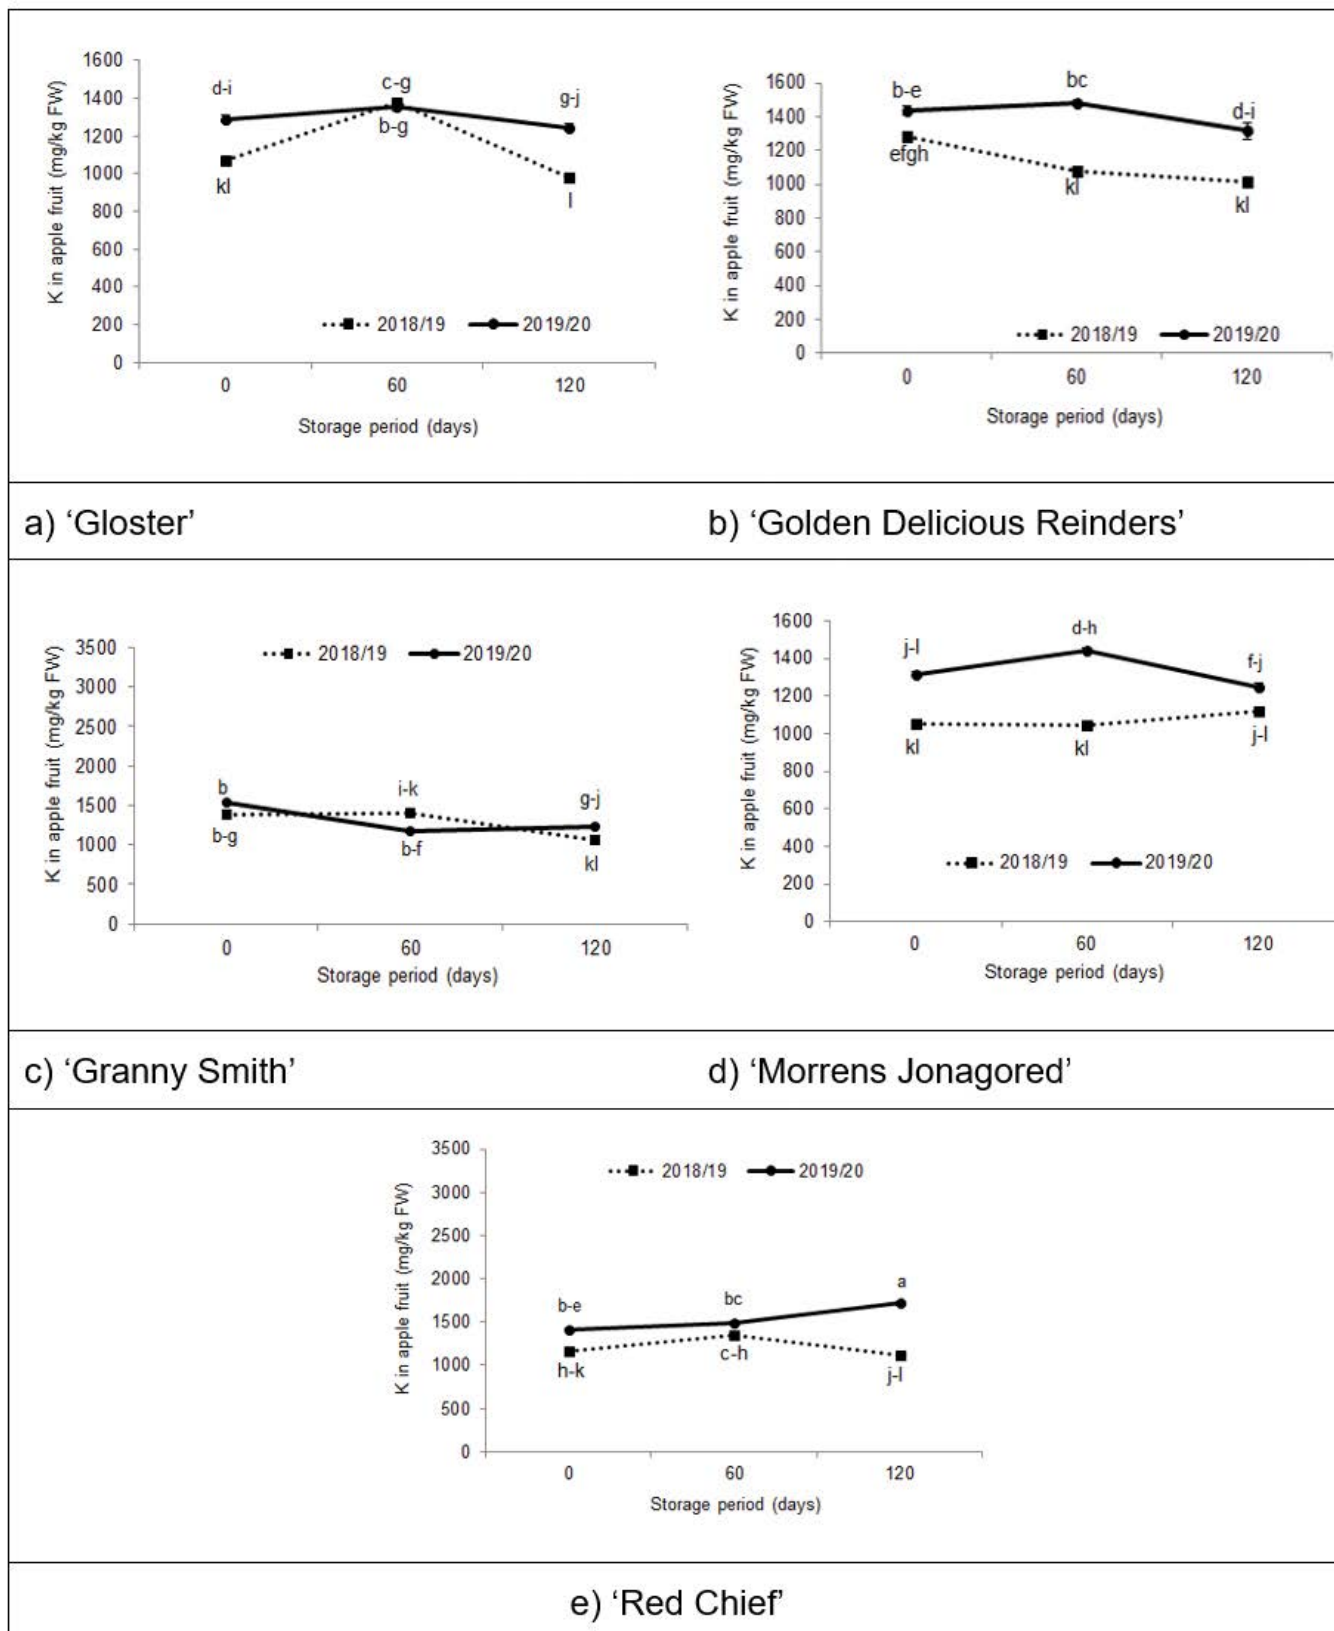 K in apple fruit (mg/kg FW)
1600
1400
1200
1000
800
600
400
200
0
d-i
c-g
g-j
b-g
kl
l
2018/19
2019/20
0
60
120
Storage period (days)
K in apple fruit (mg/kg FW)
1600
1400
1200
1000
800
600
400
200
0
b-e
bc
d-i
efgh
kl
kl
2018/19
2019/20
0
60
120
Storage period (days)
a) ‘Gloster’
b) ‘Golden Delicious Reinders’
K in apple fruit (mg/kg FW)
3500
3000
2500
2000
1500
1000
500
0
2018/19
2019/20
b
i-k
g-j
b-g
b-f
kl
0
60
120
Storage period (days)
K in apple fruit (mg/kg FW)
1600
1400
1200
1000
800
600
400
200
0
j-l
d-h
f-j
kl
kl
j-l
2018/19
2019/20
0
60
120
Storage period (days)
c) ‘Granny Smith’
d) ‘Morrens Jonagored’
K in apple fruit (mg/kg FW)
3500
3000
2500
2000
1500
1000
500
0
2018/19
2019/20
b-e
bc
a
h-k
c-h
j-l
0
60
120
Storage period (days)
e) ‘Red Chief’